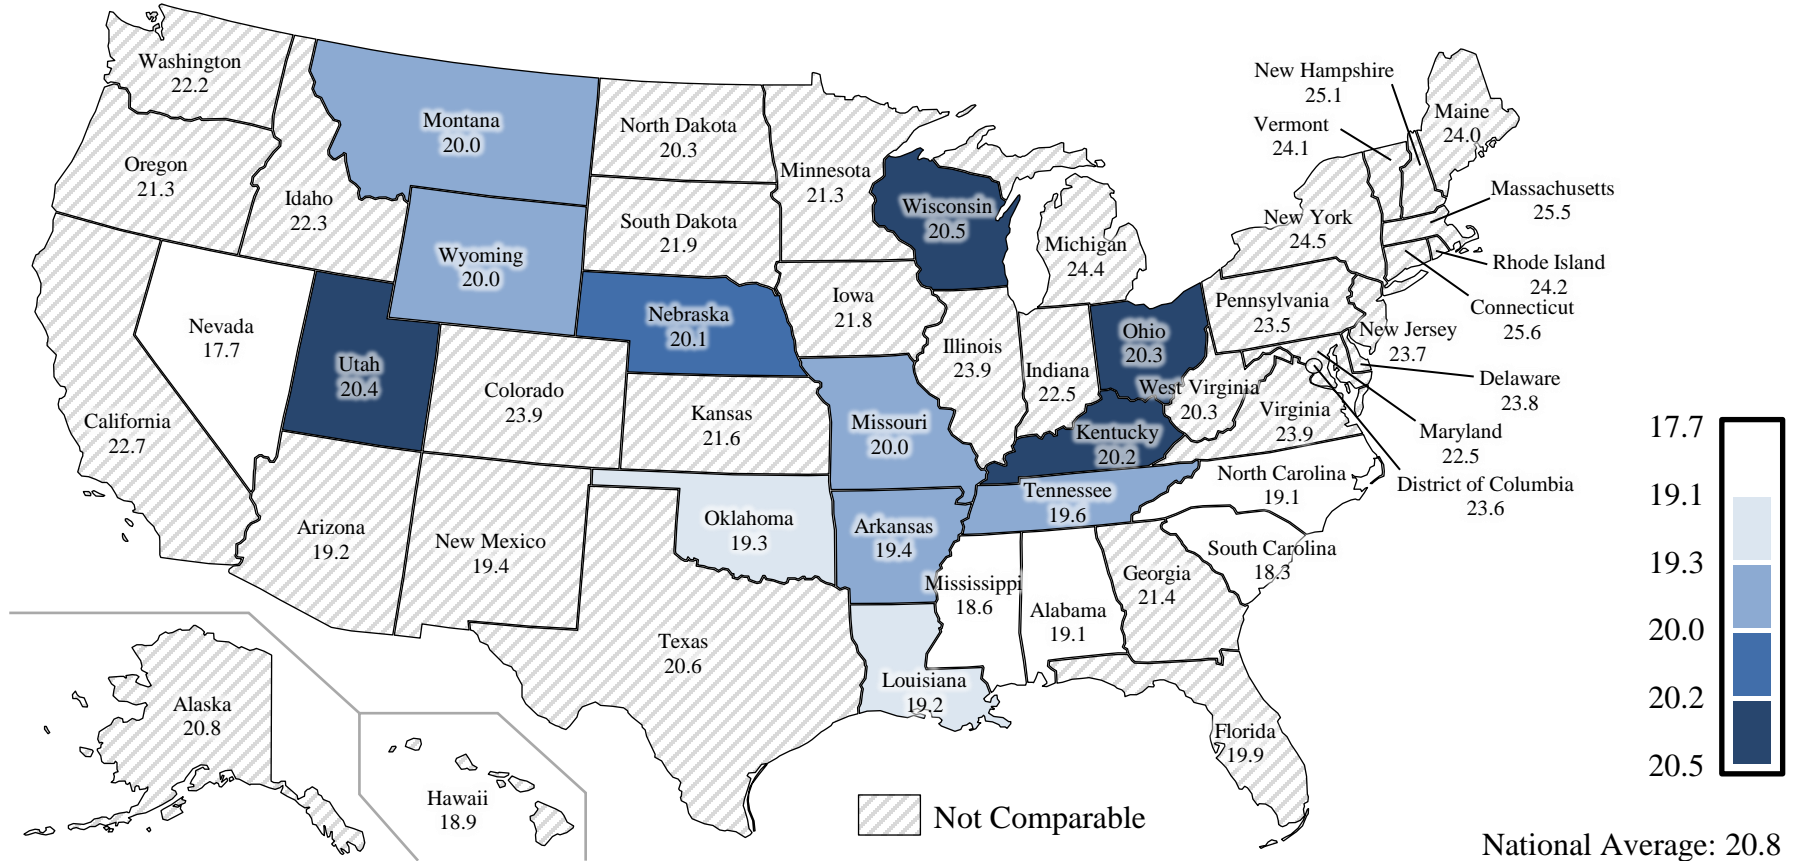 Washington
22.2
Oregon
21.3
California
22.7
Idaho
22.3
Nevada
17.7
Montana
20.0
Wyoming
20.0
Utah
20.4
Arizona
19.2
Colorado
23.9
New Mexico
19.4
North Dakota
20.3
South Dakota
21.9
Nebraska
20.1
Kansas
21.6
Oklahoma
19.3
Texas
20.6
Minnesota
21.3
Iowa
21.8
Missouri
20.0
Arkansas
19.4
Louisiana
19.2
Wisconsin
20.5
Illinois
23.9
Michigan
24.4
Indiana
22.5
Ohio
20.3
Kentucky
20.2
Tennessee
19.6
Mississippi
18.6
Alabama
19.1
Georgia
21.4
Florida
19.9
South Carolina
18.3
North Carolina
19.1
West Virginia
20.3
Virginia
23.9
Pennsylvania
23.5
New York
24.5
New Hampshire
25.1
Vermont
24.1
Maine
24.0
Massachusetts
25.5
Rhode Island
24.2
Connecticut
25.6
New Jersey
23.7
Delaware
23.8
Maryland
22.5
District of Columbia
23.6
Alaska
20.8
Hawaii
18.9
Not Comparable
17.7
19.1
19.3
20.0
20.2
20.5
National Average: 20.8